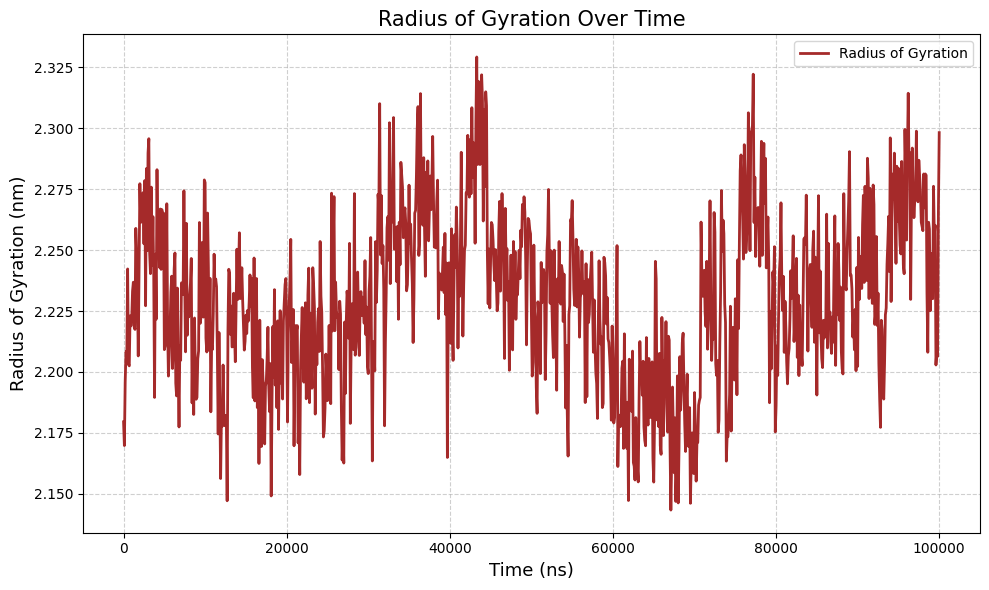 Radius of Gyration Over Time
Radius of Gyration
Radius of Gyration (nm)
2.325
2.300
2.275
2.250
2.225
2.200
2.175
2.150
0 20000 40000 60000 80000 100000
Time (ns)